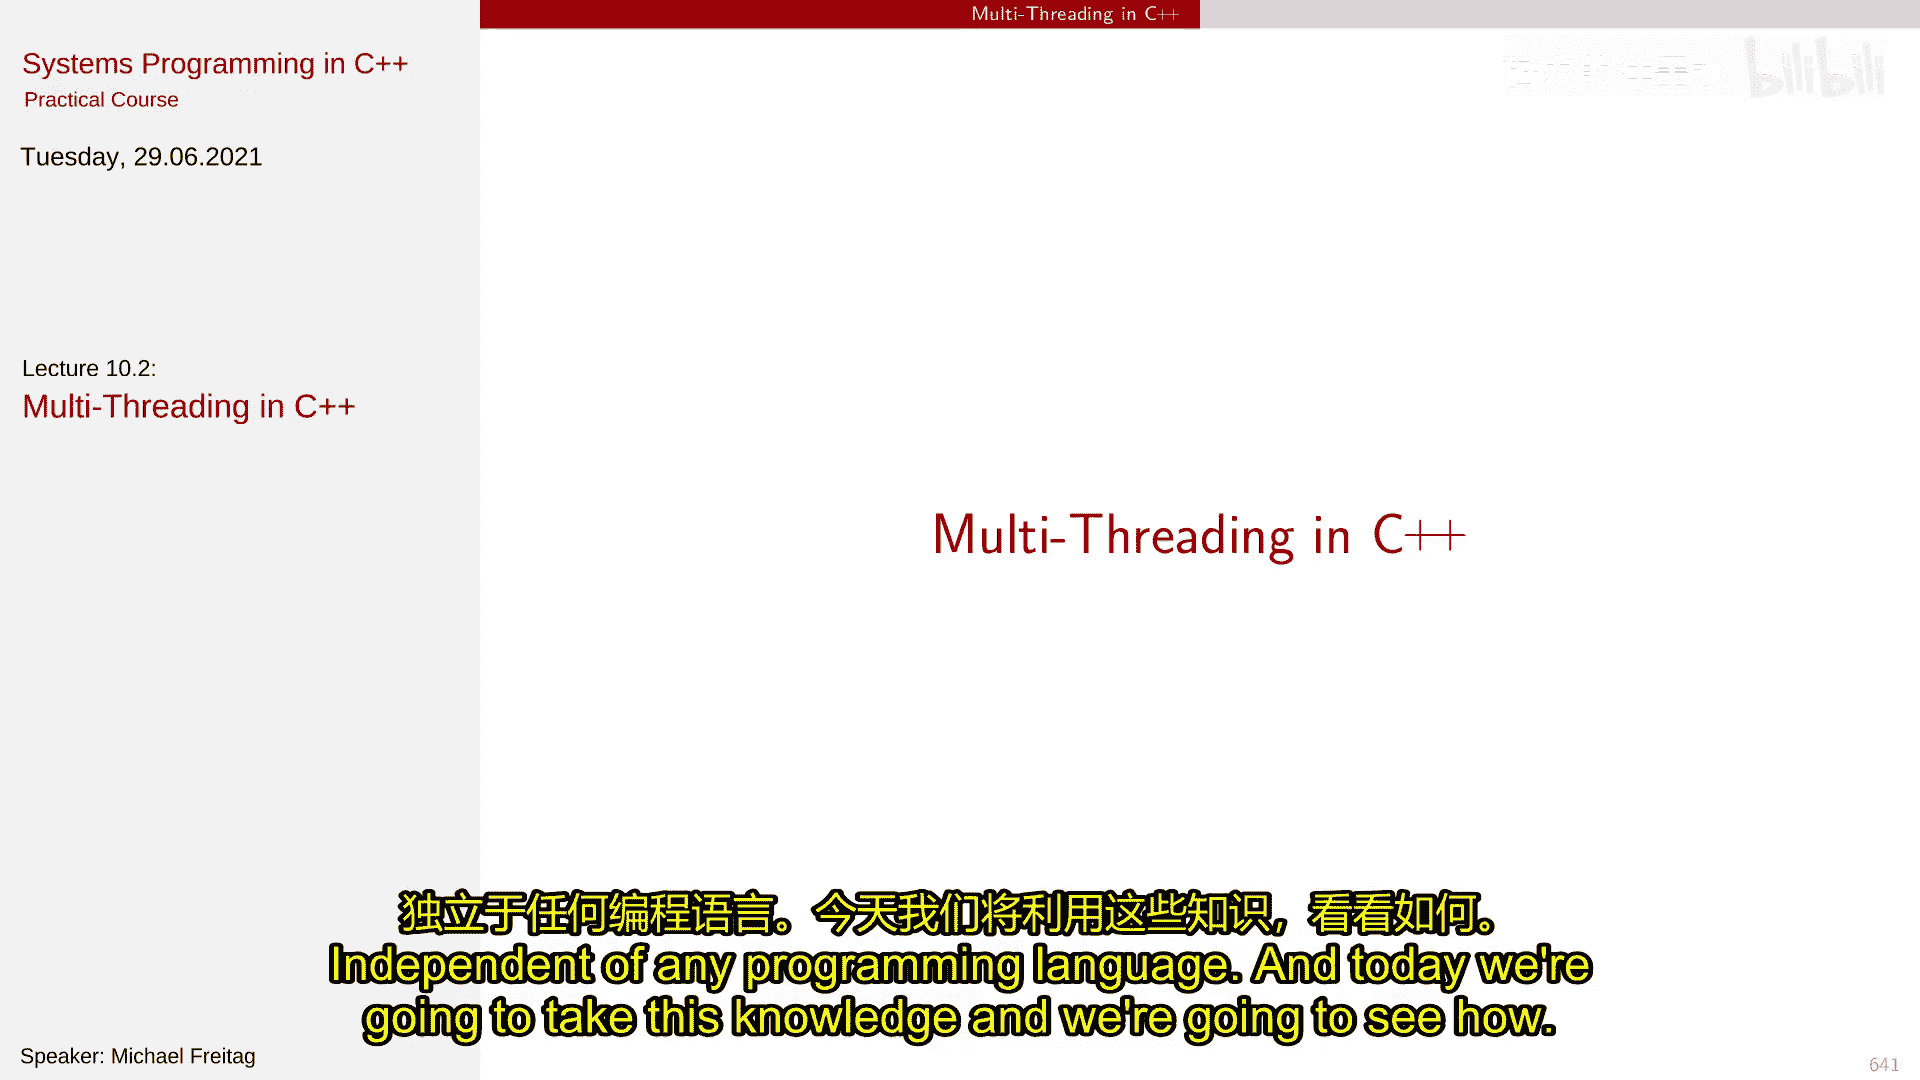 Multi-Threading in C++
Systems Programming in C++
Practical Course
Tuesday, 29.06.2021
bilibili
Lecture 10.2:
Multi-Threading in C++
Multi-Threading in C++
独立于任何编程语言。今天我们将利用这些知识，看看如何。
Independent of any programming language. And today we're
going to take this knowledge and we're going to see how.
Speaker: Michael Freitag
641